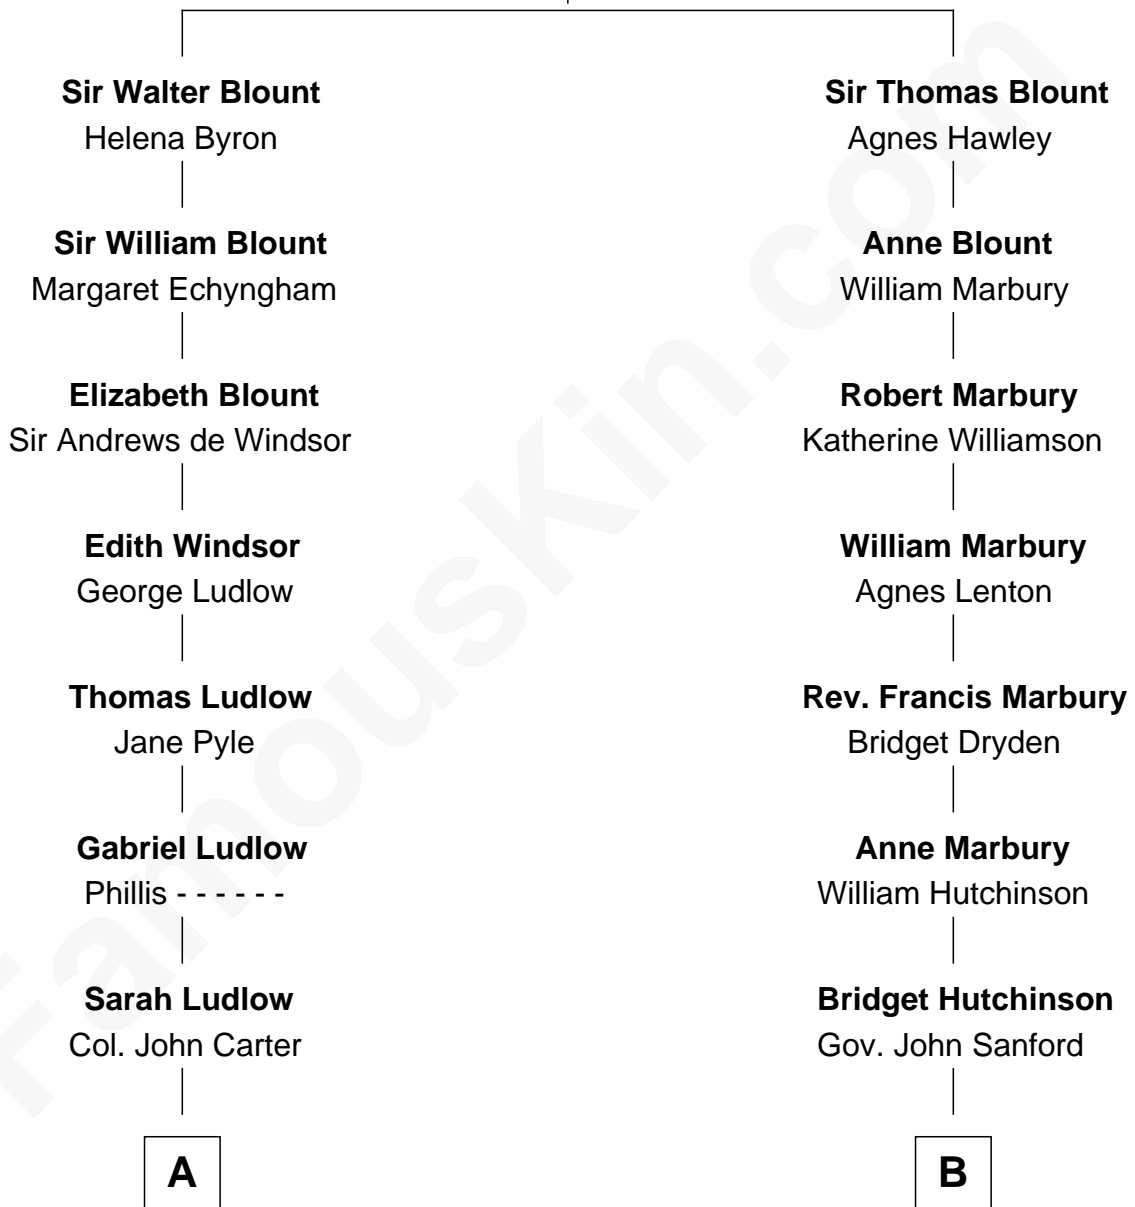 Sir Walter Blount
Helena Byron
Sir William Blount
Margaret Echyngham
Elizabeth Blount
Sir Andrews de Windsor
Edith Windsor
George Ludlow
Thomas Ludlow
Jane Pyle
Gabriel Ludlow
Phillis - - - - - -
Sarah Ludlow
Col. John Carter
A
Sir Thomas Blount
Agnes Hawley
Anne Blount
William Marbury
Robert Marbury
Katherine Williamson
William Marbury
Agnes Lenton
Rev. Francis Marbury
Bridget Dryden
Anne Marbury
William Hutchinson
Bridget Hutchinson
Gov. John Sanford
B
FamousKin.com